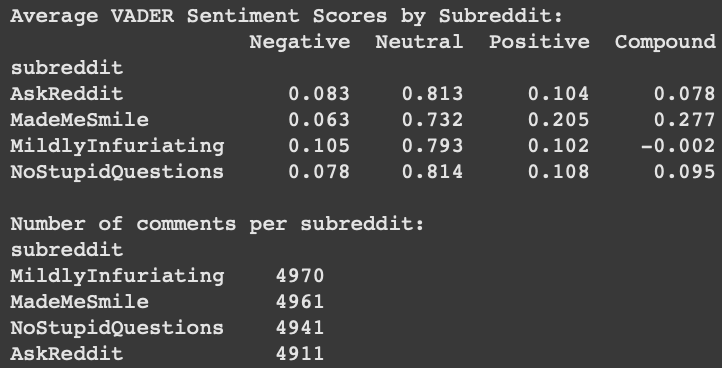 Average VADER Sentiment Scores by Subreddit:
Negative Neutral Positive Compound
subreddit
AskReddit 0.083 0.813 0.104 0.078
MadeMeSmile 0.063 0.732 0.205 0.277
MildlyInfuriating 0.105 0.793 0.102 -0.002
NoStupidQuestions 0.078 0.814 0.108 0.095
Number of comments per subreddit:
subreddit
MildlyInfuriating 4970
MadeMeSmile 4961
NoStupidQuestions 4941
AskReddit 4911